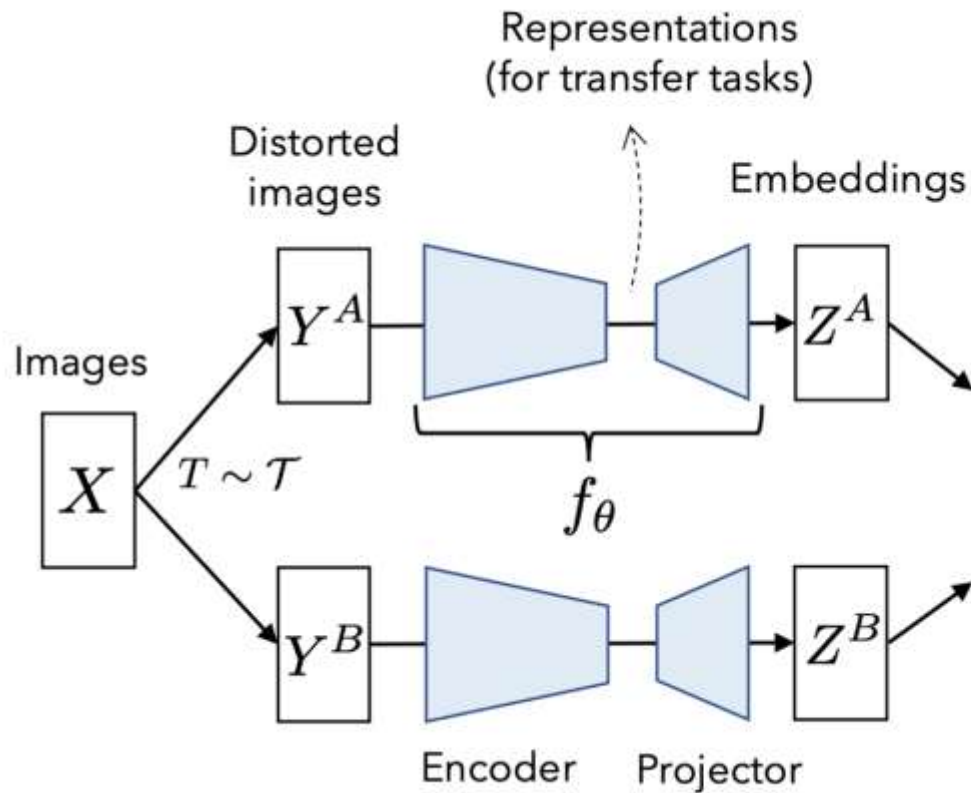 Representations
(for transfer tasks)
Distorted
images
Embeddings
Y^A
Z^A
Images
X
T ∼ 𝒯
f_θ
Y^B
Z^B
Encoder
Projector